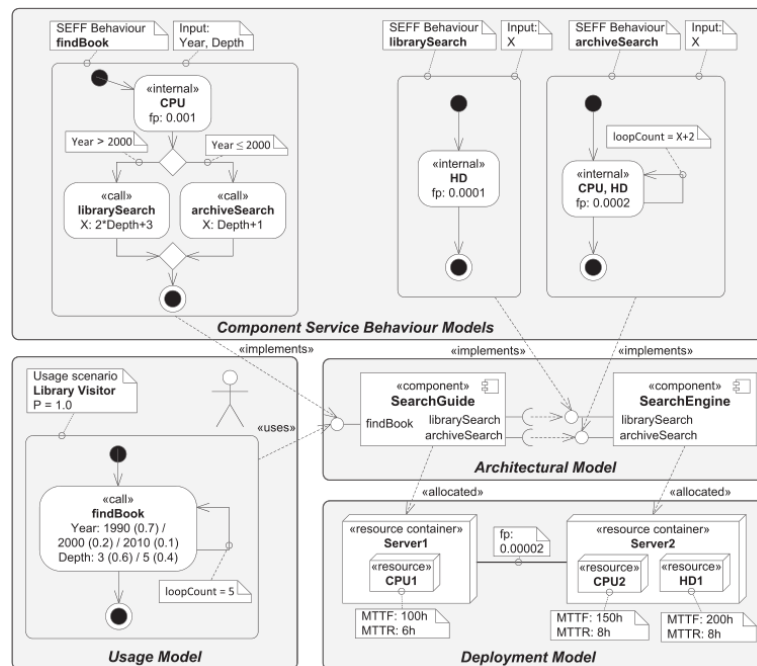 SEFF Behaviour
findBook
Input:
Year, Depth
«internal»
CPU
fp: 0.001
Year > 2000
Year ≤ 2000
«call»
librarySearch
X: 2*Depth+3
«call»
archiveSearch
X: Depth+1
SEFF Behaviour
librarySearch
Input:
X
«internal»
HD
fp: 0.0001
SEFF Behaviour
archiveSearch
Input:
X
loopCount = X+2
«internal»
CPU, HD
fp: 0.0002
Component Service Behaviour Models
«implements»
«implements»
«implements»
Usage scenario
Library Visitor
P = 1.0
«uses»
«call»
findBook
Year: 1990 (0.7) /
2000 (0.2) / 2010 (0.1)
Depth: 3 (0.6) / 5 (0.4)
loopCount = 5
Usage Model
«component»
SearchGuide
findBook
librarySearch
archiveSearch
«component»
SearchEngine
librarySearch
archiveSearch
Architectural Model
«allocated»
«allocated»
«resource container»
Server1
«resource»
CPU1
MTTF: 100h
MTTR: 6h
fp:
0.00002
«resource container»
Server2
«resource»
CPU2
«resource»
HD1
MTTF: 150h
MTTR: 8h
MTTF: 200h
MTTR: 8h
Deployment Model